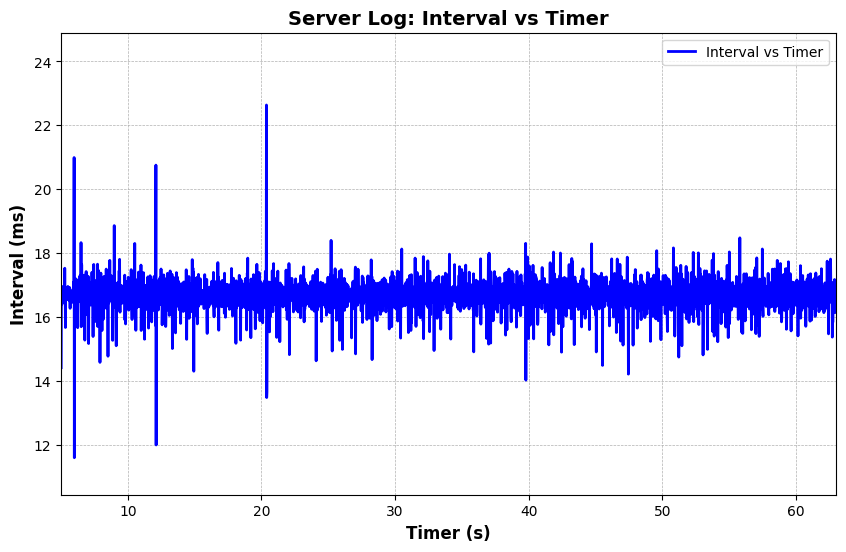 Server Log: Interval vs Timer
Interval vs Timer
Interval (ms)
24
22
20
18
16
14
12
10 20 30 40 50 60
Timer (s)